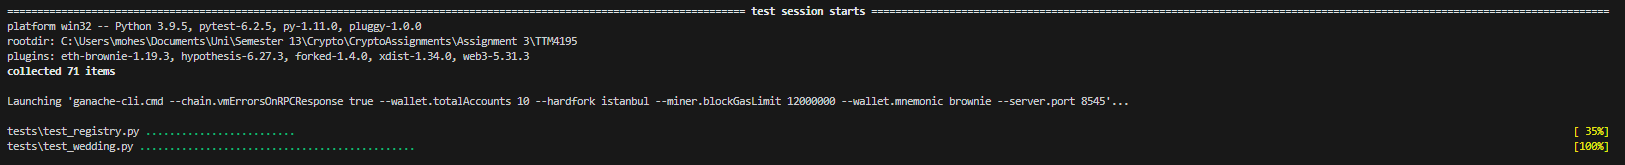 =========================== test session starts ===========================
platform win32 -- Python 3.9.5, pytest-6.2.5, py-1.11.0, pluggy-1.0.0
rootdir: C:\Users\mohes\Documents\Uni\Semester 13\Crypto\CryptoAssignments\Assignment 3\TTM4195
plugins: eth-brownie-1.19.3, hypothesis-6.27.3, forked-1.4.0, xdist-1.34.0, web3-5.31.3
collected 71 items
Launching 'ganache-cli.cmd --chain.vmErrorsOnRPCResponse true --wallet.totalAccounts 10 --hardfork istanbul --miner.blockGasLimit 12000000 --wallet.mnemonic brownie --server.port 8545'...
tests\test_registry.py ......................... [ 35%]
tests\test_wedding.py .............................................. [100%]